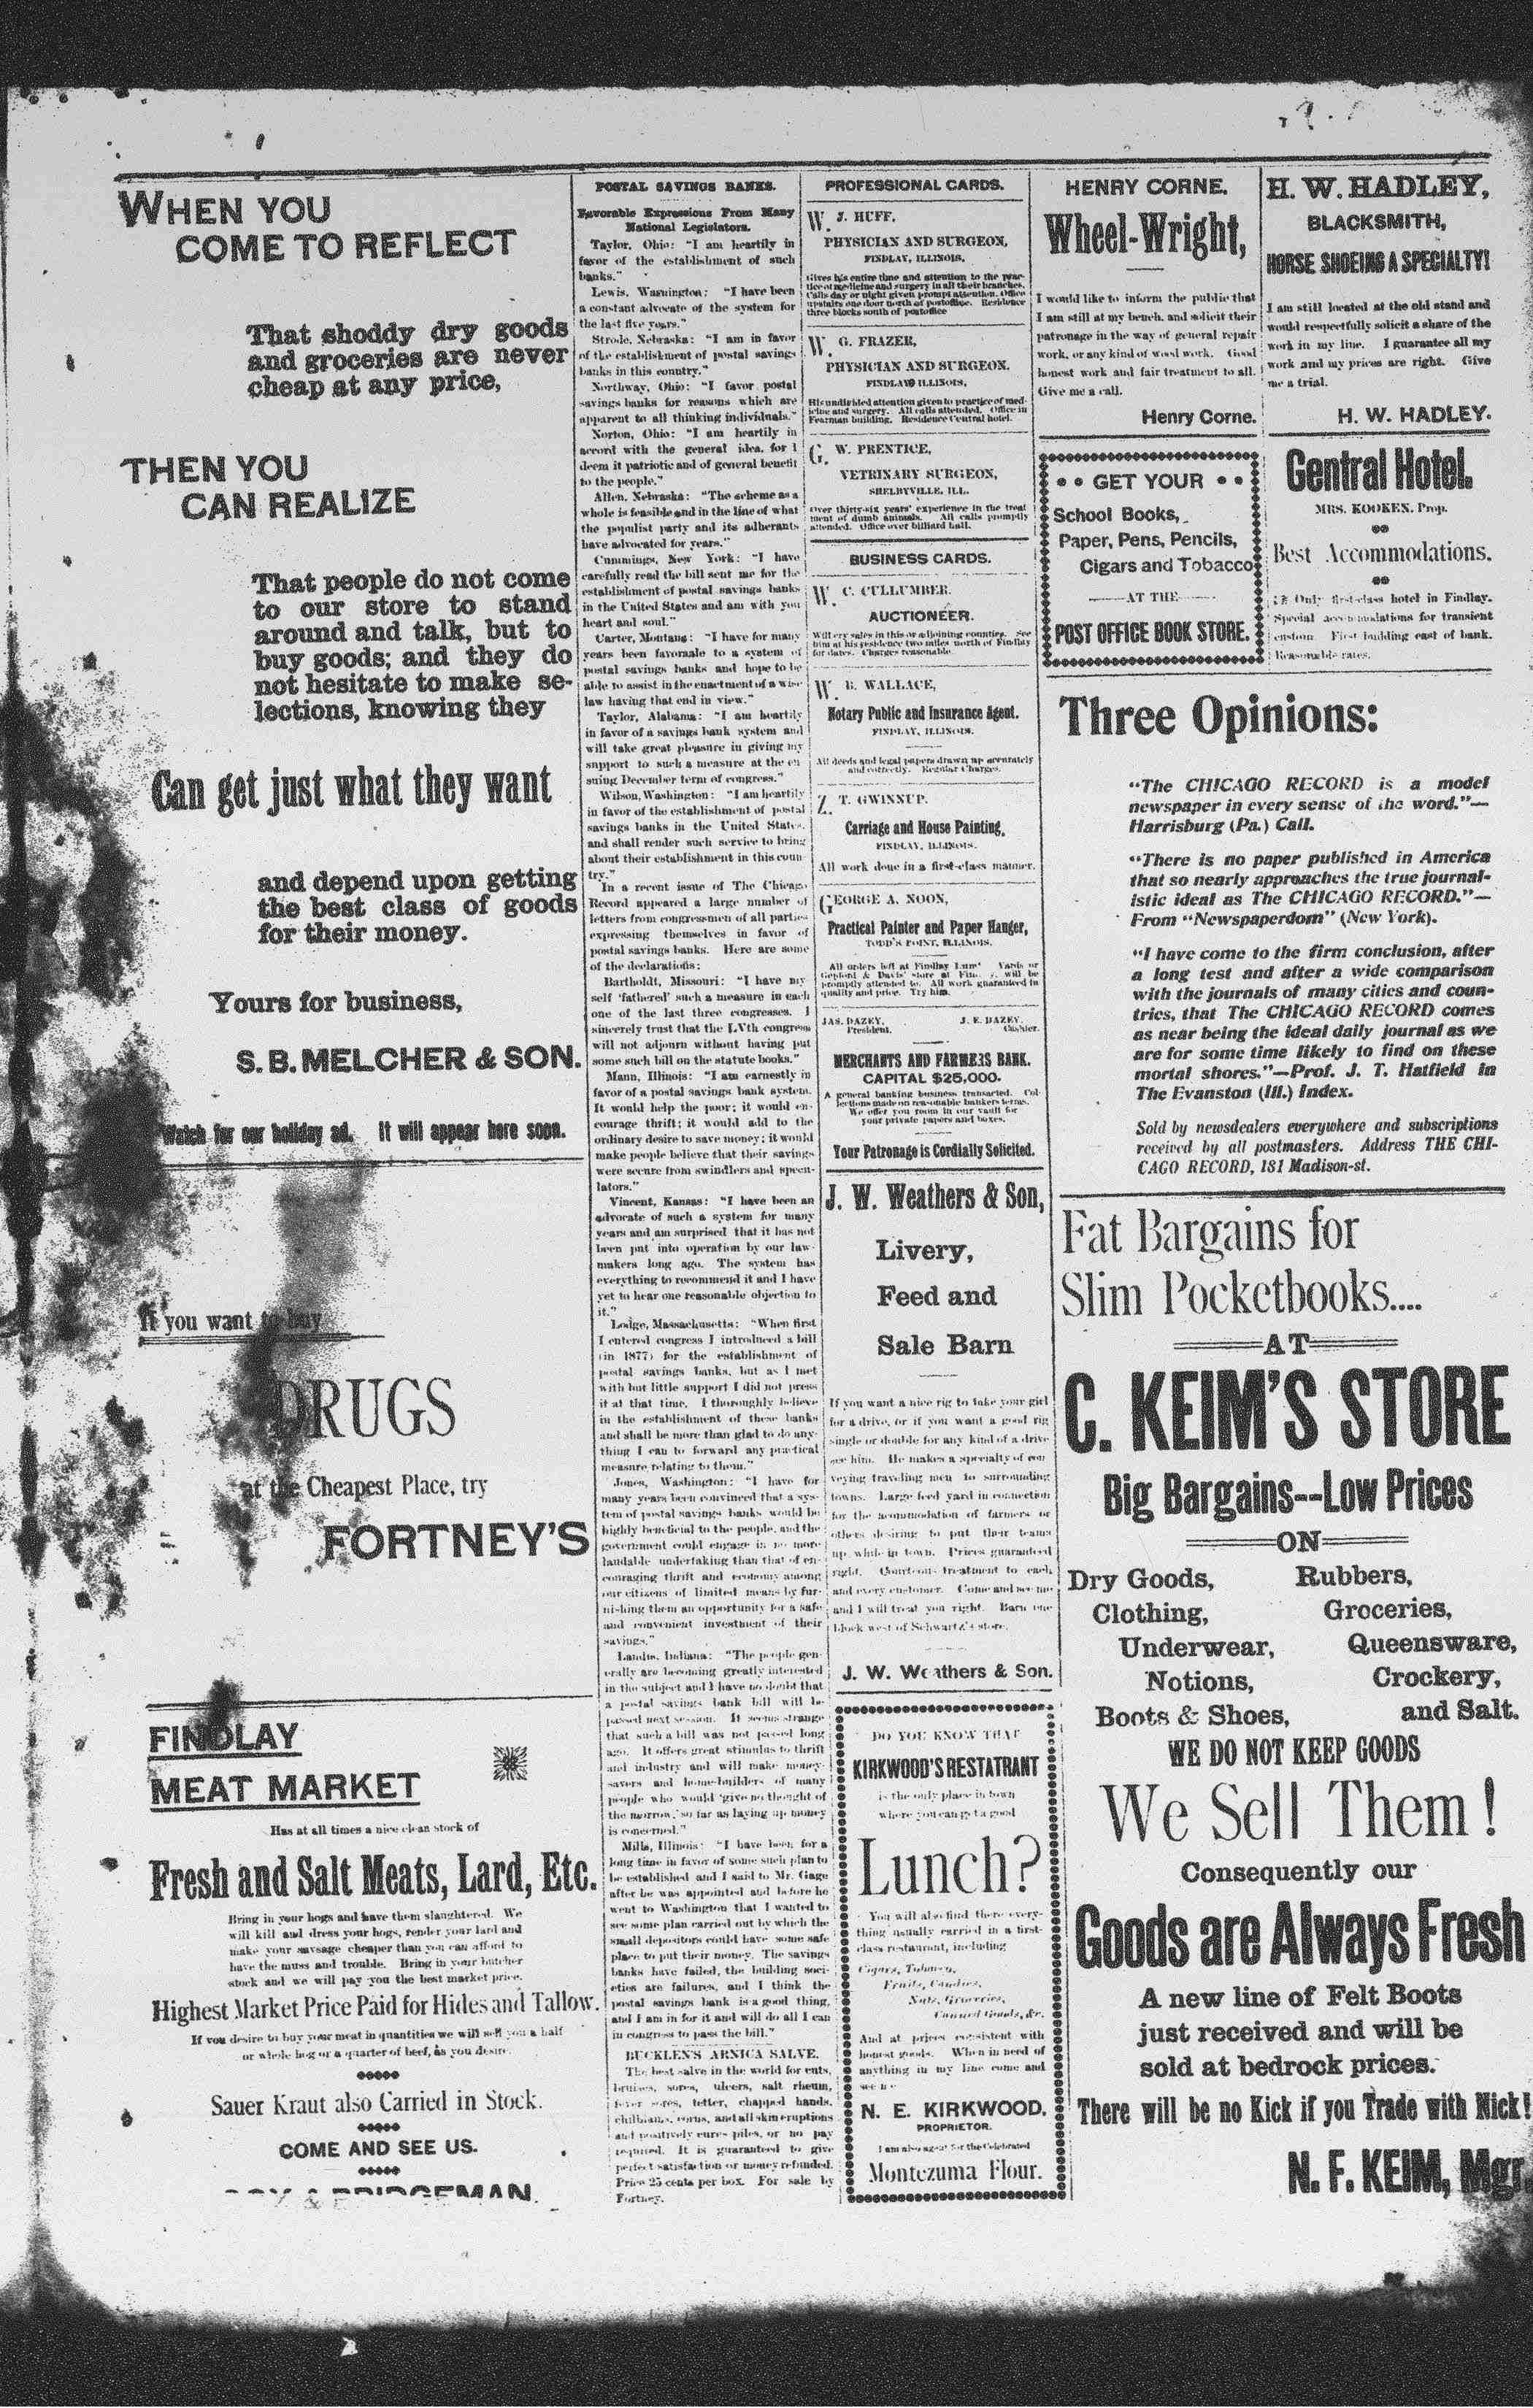 WHEN YOU
COME TO REFLECT
That shoddy dry goods
and groceries are never
cheap at any price,
THEN YOU
CAN REALIZE
That people do not come
to our store to stand
around and talk, but to
buy goods; and they do
not hesitate to make se-
lections, knowing they
Can get just what they want
and depend upon getting
the best class of goods
for their money.
Yours for business,
S. B. MELCHER & SON.
Watch for our holiday ad. It will appear here soon.
If you want to buy
DRUGS
at the Cheapest Place, try
FORTNEY'S
FINDLAY
MEAT MARKET
Has at all times a nice clean stock of
Fresh and Salt Meats, Lard, Etc.
Bring in your hogs and have them slaughtered. We
will kill and dress your hogs, render your lard and
make your savsage cheaper than you can afford to
have the muss and trouble. Bring in your butcher
stock and we will pay you the best market price.
Highest Market Price Paid for Hides and Tallow.
If you desire to buy your meat in quantities we will sell you a half
or whole hog or a quarter of beef, as you desire.
Sauer Kraut also Carried in Stock.
COME AND SEE US.
& BRIDGEMAN.
POSTAL SAVINGS BANKS.
Favorable Expressions From Many
National Legislators.
Taylor, Ohio: "I am heartily in
favor of the establishment of such
banks."
Lewis, Wasnington: "I have been
a constant advocate of the system for
the last five years."
Strode, Nebraska: "I am in favor
of the establishment of postal savings
banks in this country."
Northway, Ohio: "I favor postal
savings banks for reasons which are
apparent to all thinking individuals."
Norton, Ohio: "I am heartily in
accord with the general idea, for I
deem it patriotic and of general benefit
to the people."
Allen, Nebraska: "The scheme as a
whole is feasible and in the line of what
the populist party and its adherants
have advocated for years."
Cummings, New York: "I have
carefully read the bill sent me for the
establishment of postal savings banks
in the United States and am with you
heart and soul."
Carter, Montana: "I have for many
years been favorable to a system of
postal savings banks and hope to be
able to assist in the enactment of a wise
law having that end in view."
Taylor, Alabama: "I am heartily
in favor of a savings bank system and
will take great pleasure in giving my
support to such a measure at the en
suing December term of congress."
Wilson, Washington: "I am heartily
in favor of the establishment of postal
savings banks in the United States,
and shall render such service to bring
about their establishment in this coun
try."
In a recent issue of The Chicago
Record appeared a large number of
letters from congressmen of all parties
expressing themselves in favor of
postal savings banks. Here are some
of the declarations:
Bartholdt, Missouri: "I have my
self 'fathered' such a measure in each
one of the last three congresses. I
sincerely trust that the LVth congress
will not adjourn without having put
some such bill on the statute books."
Mann, Illinois: "I am earnestly in
favor of a postal savings bank system.
It would help the poor; it would en-
courage thrift; it would add to the
ordinary desire to save money; it would
make people believe that their savings
were secure from swindlers and specu-
lators."
Vincent, Kansas: "I have been an
advocate of such a system for many
years and am surprised that it has not
been put into operation by our law-
makers long ago. The system has
everything to recommend it and I have
yet to hear one reasonable objection to
it."
Lodge, Massachusetts: "When first
I entered congress I introduced a bill
(in 1877) for the establishment of
postal savings banks, but as I met
with but little support I did not press
it at that time. I thoroughly believe
in the establishment of these banks
and shall be more than glad to do any-
thing I can to forward any practical
measure relating to them."
Jones, Washington: "I have for
many years been convinced that a sys-
tem of postal savings banks would be
highly beneficial to the people, and the
government could engage in no more
laudable undertaking than that of en-
couraging thrift and economy among
our citizens of limited means by fur-
nishing them an opportunity for a safe
and convenient investment of their
savings."
Landis, Indiana: "The people gen-
erally are becoming greatly interested
in the subject and I have no doubt that
a postal savings bank bill will be
passed next session. It seems strange
that such a bill was not passed long
ago. It offers great stimulus to thrift
and industry and will make money-
savers and home-builders of many
people who would 'give no thought of
the morrow,' so far as laying up money
is concerned."
Mills, Illinois: "I have been for a
long time in favor of some such plan to
be established and I said to Mr. Gage
after he was appointed and before he
went to Washington that I wanted to
see some plan carried out by which the
small depositors could have some safe
place to put their money. The savings
banks have failed, the building soci-
eties are failures, and I think the
postal savings bank is a good thing,
and I am in for it and will do all I can
in congress to pass the bill."
BUCKLEN'S ARNICA SALVE.
The best salve in the world for cuts,
bruises, sores, ulcers, salt rheum,
fever sores, tetter, chapped hands,
chilblains, corns, and all skin eruptions
and positively cures piles, or no pay
required. It is guaranteed to give
perfect satisfaction or money refunded.
Price 25 cents per box. For sale by
Fortney.
PROFESSIONAL CARDS.
W. J. HUFF,
PHYSICIAN AND SURGEON,
FINDLAY, ILLINOIS,
Gives his entire time and attention to the prac-
tice of medicine and surgery in all their branches.
Calls day or night given prompt attention. Office
upstairs one door north of postoffice. Residence
three blocks south of postoffice
W. G. FRAZER,
PHYSICIAN AND SURGEON,
FINDLAY, ILLINOIS,
His undivided attention given to practice of med-
icine and surgery. All calls attended. Office in
Fearman building. Residence Central hotel.
G. W. PRENTICE,
VETRINARY SURGEON,
SHELBYVILLE, ILL.
Over thirty-six years' experience in the treat
ment of dumb animals. All calls promptly
attended. Office over billiard hall.
BUSINESS CARDS.
W. C. CULLUMBER.
AUCTIONEER.
Will cry sales in this or adjoining counties. See
him at his residence two miles north of Findlay
for dates. Charges reasonable.
W. B. WALLACE,
Notary Public and Insurance Agent.
FINDLAY, ILLINOIS.
All deeds and legal papers drawn up accurately
and correctly. Regular Charges.
Z. T. GWINNUP.
Carriage and House Painting,
FINDLAY, ILLINOIS.
All work done in a first-class manner.
GEORGE A. NOON,
Practical Painter and Paper Hanger,
TODD'S POINT, ILLINOIS.
All orders left at Findlay Yards or
Gepford & Davis' store at will be
promptly attended to. All work guaranteed in
quality and price. Try him.
JAS. DAZEY, J. E. DAZEY,
President. Cashier.
MERCHANTS AND FARMERS BANK.
CAPITAL $25,000.
A general banking business transacted. Col
lections made on reasonable bankers terms.
We offer you room in our vault for
your private papers and boxes.
Your Patronage is Cordially Solicited.
J. W. Weathers & Son,
Livery,
Feed and
Sale Barn
If you want a nice rig to take your girl
for a drive, or if you want a good rig
single or double for any kind of a drive
see him. He makes a specialty of con
veying traveling men to surrounding
towns. Large feed yard in connection
for the acommodation of farmers or
others desiring to put their teams
up while in town. Prices guaranteed
right. Courteous treatment to each
and every customer. Come and see me
and I will treat you right. Barn one
block west of Schwartz's store.
J. W. Weathers & Son.
DO YOU KNOW THAT
KIRKWOOD'S RESTATRANT
is the only place in town
where you can get a good
Lunch?
You will also find there every-
thing usually carried in a first-
class restaurant, including
Cigars, Tobacco,
Fruits, Candies,
Nuts, Groceries,
Canned Goods, &c.
And at prices consistent with
honest goods. When in need of
anything in my line come and
see me
N. E. KIRKWOOD,
PROPRIETOR.
I am also agent for the Celebrated
Montezuma Flour.
HENRY CORNE.
Wheel-Wright,
I would like to inform the public that
I am still at my bench, and solicit their
patronage in the way of general repair
work, or any kind of wood work. Good
honest work and fair treatment to all.
Give me a call.
Henry Corne.
H. W. HADLEY,
BLACKSMITH,
HORSE SHOEING A SPECIALTY!
I am still located at the old stand and
would respectfully solicit a share of the
work in my line. I guarantee all my
work and my prices are right. Give
me a trial.
H. W. HADLEY.
GET YOUR
School Books,
Paper, Pens, Pencils,
Cigars and Tobacco
AT THE
POST OFFICE BOOK STORE.
Central Hotel.
MRS. KOOKEN, Prop.
Best Accommodations.
Only first-class hotel in Findlay.
Special accommodations for transient
custom. First building east of bank.
Reasonable rates.
Three Opinions:
"The CHICAGO RECORD is a model
newspaper in every sense of the word."—
Harrisburg (Pa.) Call.
"There is no paper published in America
that so nearly approaches the true journal-
istic ideal as The CHICAGO RECORD."—
From "Newspaperdom" (New York).
"I have come to the firm conclusion, after
a long test and after a wide comparison
with the journals of many cities and coun-
tries, that The CHICAGO RECORD comes
as near being the ideal daily journal as we
are for some time likely to find on these
mortal shores."—Prof. J. T. Hatfield in
The Evanston (Ill.) Index.
Sold by newsdealers everywhere and subscriptions
received by all postmasters. Address THE CHI-
CAGO RECORD, 181 Madison-st.
Fat Bargains for
Slim Pocketbooks....
AT
C. KEIM'S STORE
Big Bargains--Low Prices
ON
Dry Goods, Rubbers,
Clothing, Groceries,
Underwear, Queensware,
Notions, Crockery,
Boots & Shoes, and Salt.
WE DO NOT KEEP GOODS
We Sell Them!
Consequently our
Goods are Always Fresh
A new line of Felt Boots
just received and will be
sold at bedrock prices.
There will be no Kick if you Trade with Nick!
N. F. KEIM, Mgr.